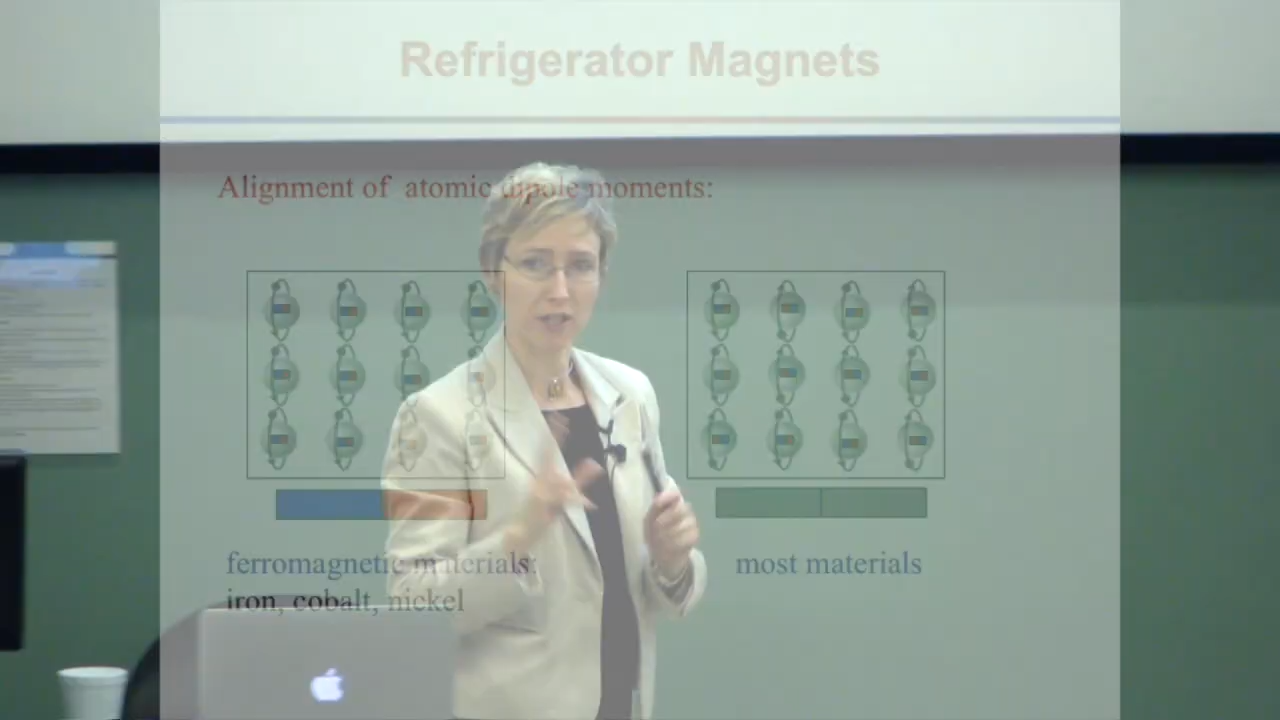 Refrigerator Magnets
Alignment of atomic dipole moments:
ferromagnetic materials:
most materials
iron, cobalt, nickel